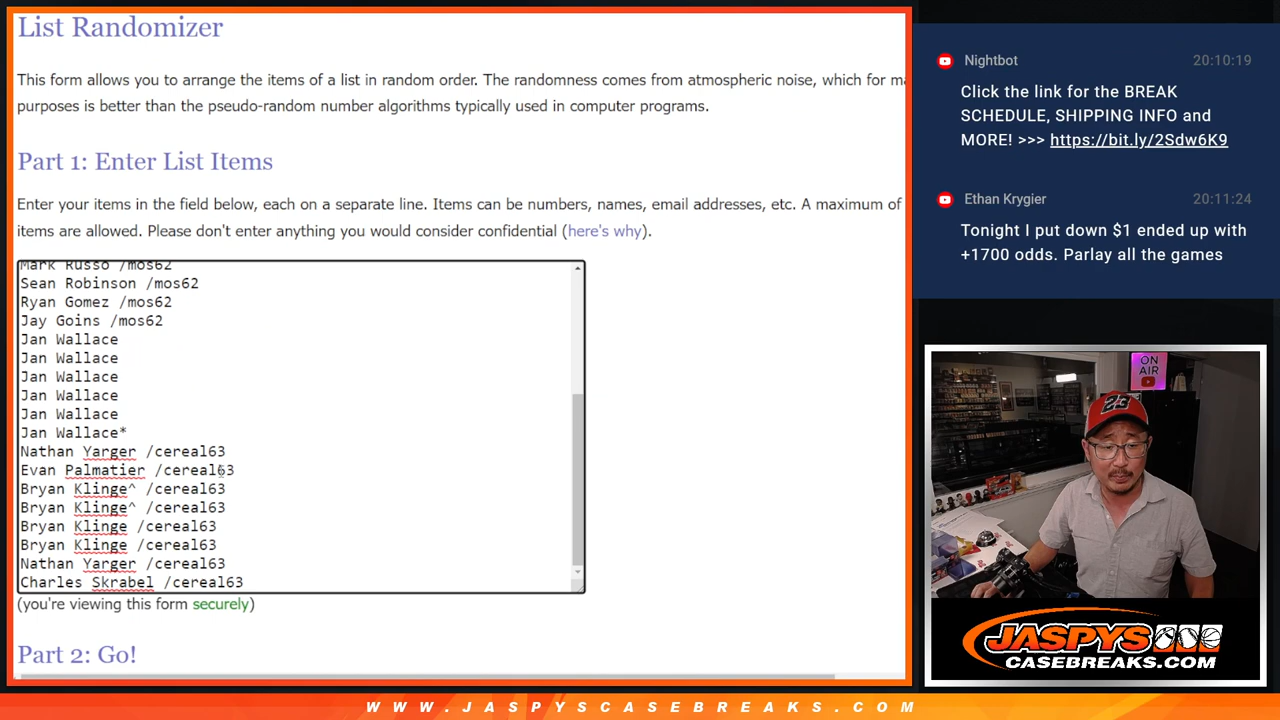 List Randomizer
This form allows you to arrange the items of a list in random order. The randomness comes from atmospheric noise, which for ma
purposes is better than the pseudo-random number algorithms typically used in computer programs.
Part 1: Enter List Items
Enter your items in the field below, each on a separate line. Items can be numbers, names, email addresses, etc. A maximum of
items are allowed. Please don't enter anything you would consider confidential (here's why).
Mark Russo /mos62
Sean Robinson /mos62
Ryan Gomez /mos62
Jay Goins /mos62
Jan Wallace
Jan Wallace
Jan Wallace
Jan Wallace
Jan Wallace
Jan Wallace*
Nathan Yarger /cereal63
Evan Palmatier /cereal63
Bryan Klinge^ /cereal63
Bryan Klinge^ /cereal63
Bryan Klinge /cereal63
Bryan Klinge /cereal63
Nathan Yarger /cereal63
Charles Skrabel /cereal63
(you're viewing this form securely)
Part 2: Go!
Nightbot 20:10:19
Click the link for the BREAK
SCHEDULE, SHIPPING INFO and
MORE! >>> https://bit.ly/2Sdw6K9
Ethan Krygier 20:11:24
Tonight I put down $1 ended up with
+1700 odds. Parlay all the games
ON
AIR
23
JASPYS
CASEBREAKS.COM
WWW.JASPYSCASEBREAKS.COM